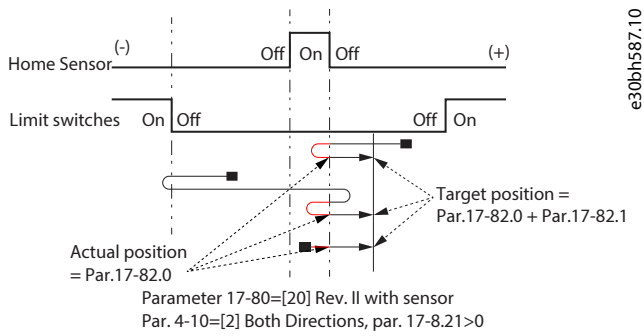 e30bh587.10
(-) Off On Off (+)
Home Sensor
Limit switches On Off Off On
Target position =
Par.17-82.0 + Par.17-82.1
Actual position
= Par.17-82.0
Parameter 17-80=[20] Rev. II with sensor
Par. 4-10=[2] Both Directions, par. 17-8.21>0